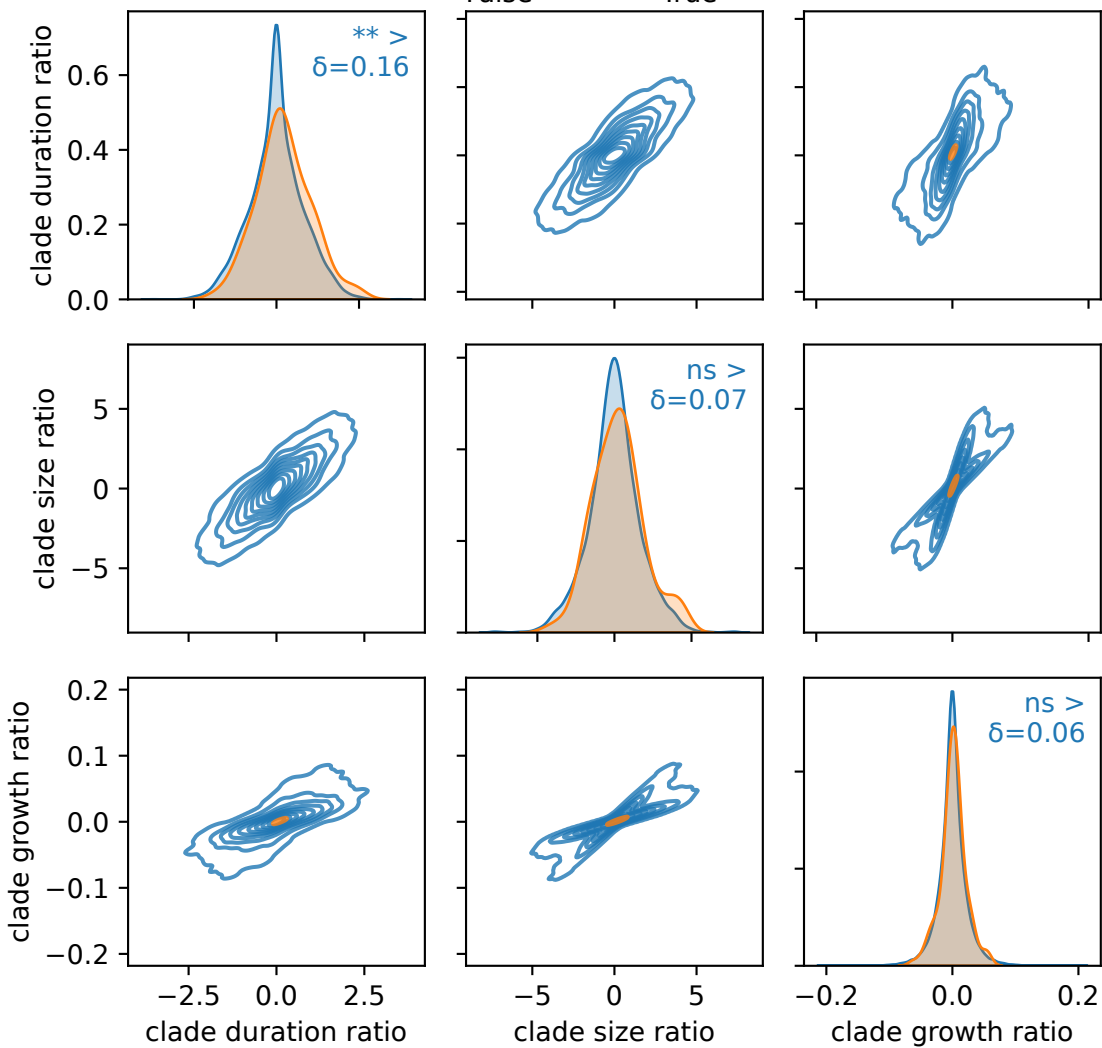 False True
clade duration ratio
0.6
0.4
0.2
0.0
** >
δ=0.16
clade size ratio
5
0
−5
ns >
δ=0.07
clade growth ratio
0.2
0.1
0.0
−0.1
−0.2
ns >
δ=0.06
−2.5 0.0 2.5
−5 0 5
−0.2 0.0 0.2
clade duration ratio
clade size ratio
clade growth ratio